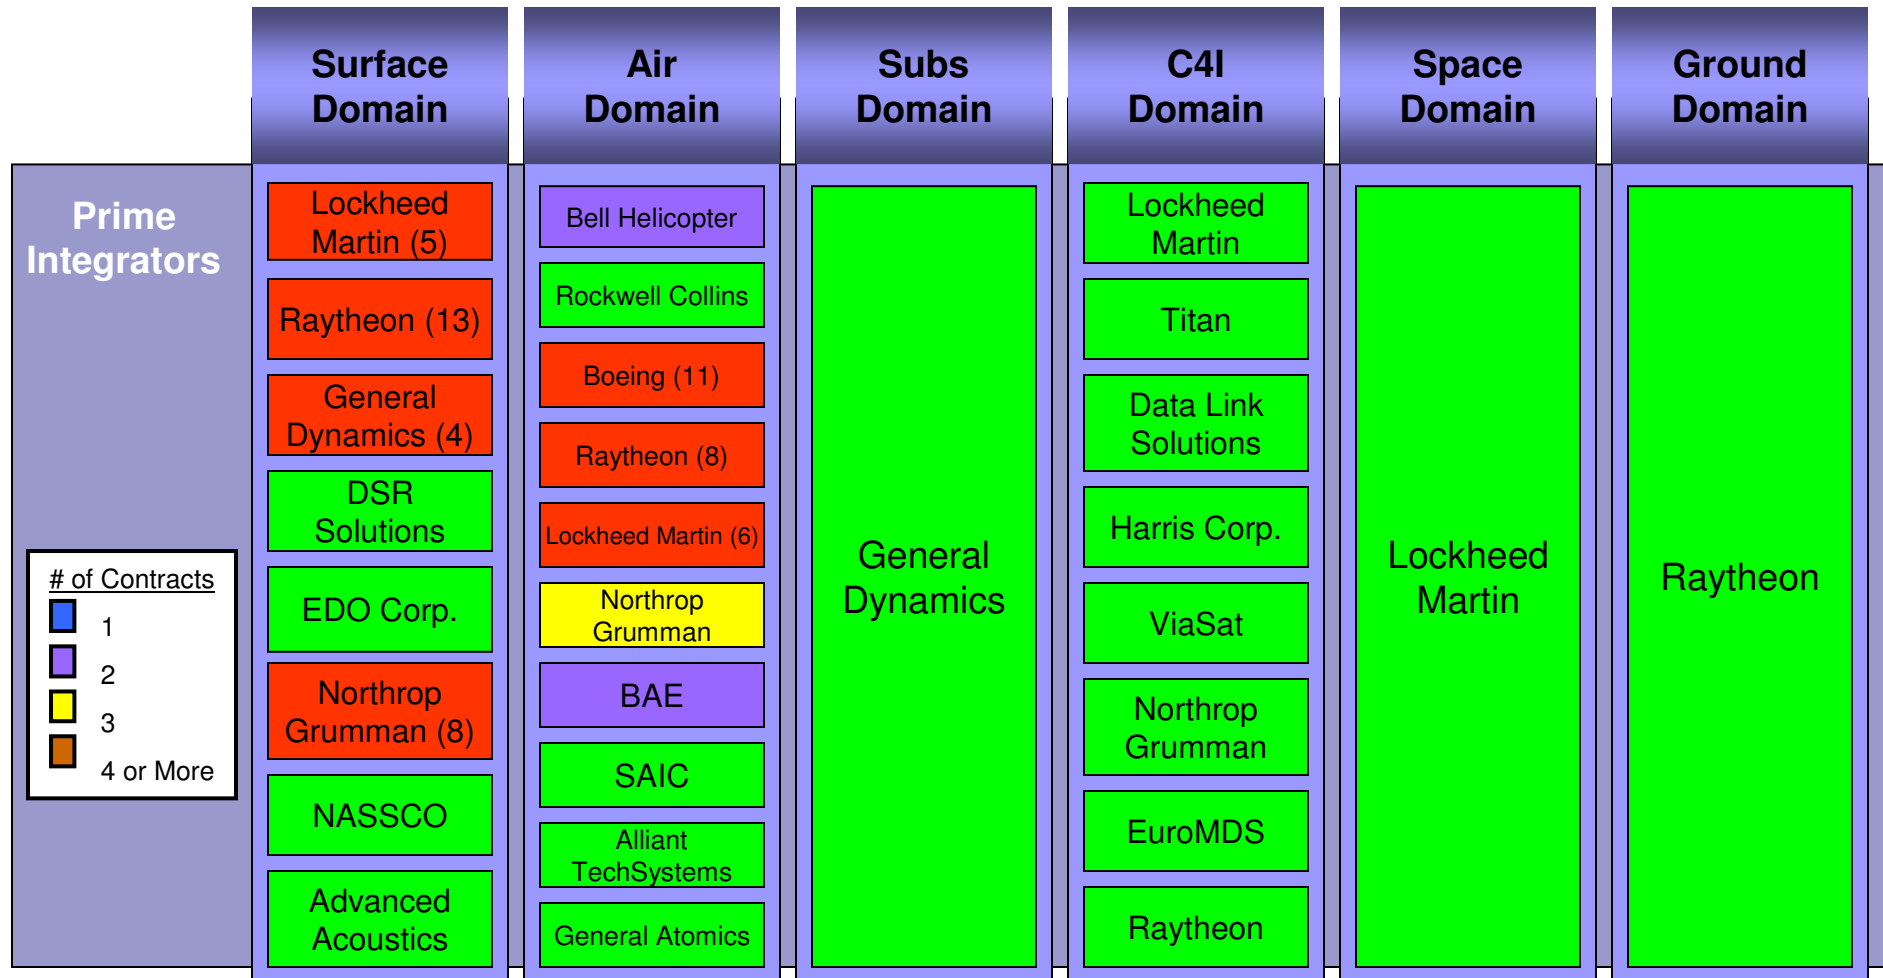 Surface
Domain
Air
Domain
Subs
Domain
C4I
Domain
Space
Domain
Ground
Domain
Prime
Integrators
# of Contracts
1
2
3
4 or More
Lockheed
Martin (5)
Raytheon (13)
General
Dynamics (4)
DSR
Solutions
EDO Corp.
Northrop
Grumman (8)
NASSCO
Advanced
Acoustics
Bell Helicopter
Rockwell Collins
Boeing (11)
Raytheon (8)
Lockheed Martin (6)
Northrop
Grumman
BAE
SAIC
Alliant
TechSystems
General Atomics
General
Dynamics
Lockheed
Martin
Titan
Data Link
Solutions
Harris Corp.
ViaSat
Northrop
Grumman
EuroMDS
Raytheon
Lockheed
Martin
Raytheon